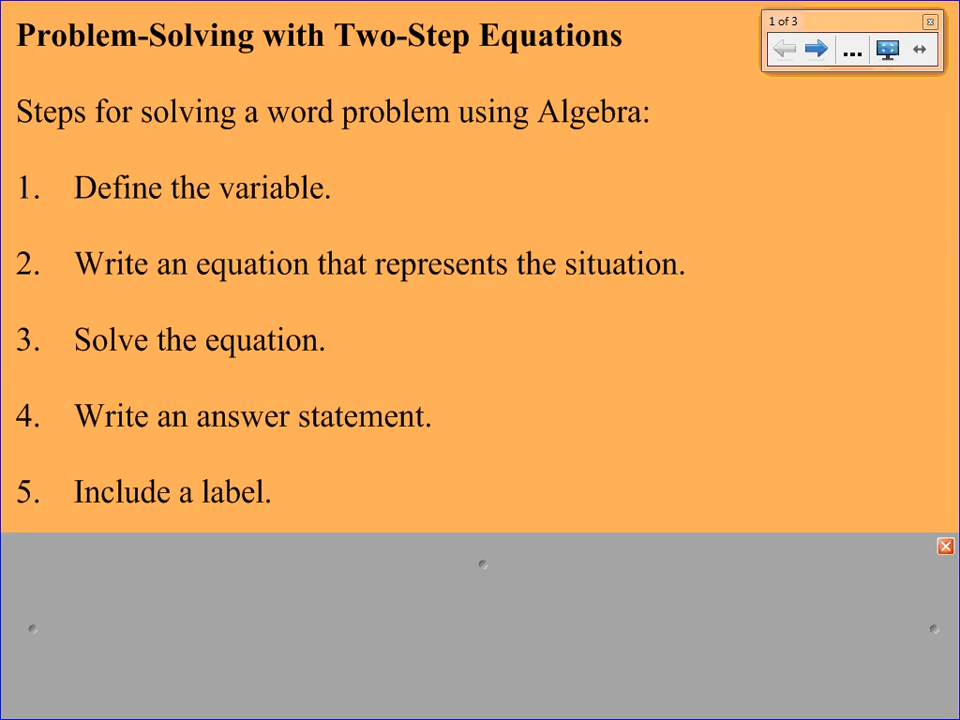 Problem-Solving with Two-Step Equations
1 of 3
Steps for solving a word problem using Algebra:
1. Define the variable.
2. Write an equation that represents the situation.
3. Solve the equation.
4. Write an answer statement.
5. Include a label.